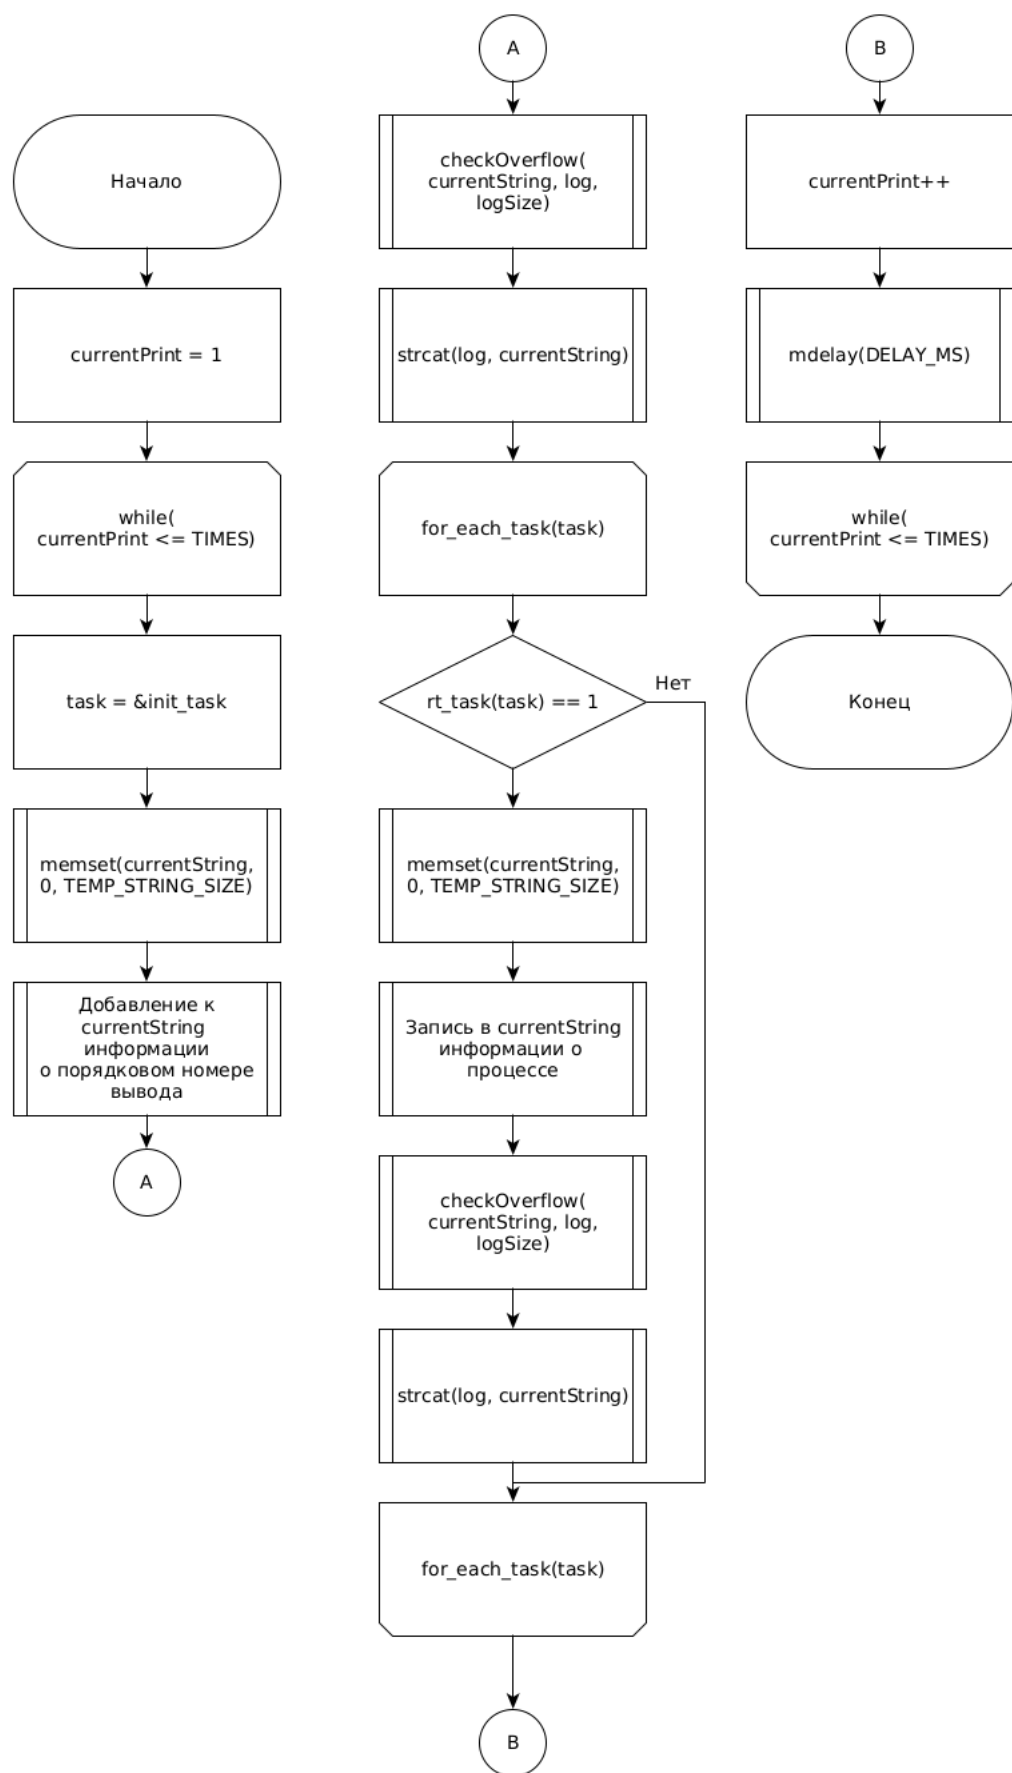 Начало
currentPrint = 1
while(
currentPrint <= TIMES)
task = &init_task
memset(currentString,
0, TEMP_STRING_SIZE)
Добавление к
currentString
информации
о порядковом номере
вывода
A
A
checkOverflow(
currentString, log,
logSize)
strcat(log, currentString)
for_each_task(task)
rt_task(task) == 1
Нет
memset(currentString,
0, TEMP_STRING_SIZE)
Запись в currentString
информации о
процессе
checkOverflow(
currentString, log,
logSize)
strcat(log, currentString)
for_each_task(task)
B
B
currentPrint++
mdelay(DELAY_MS)
while(
currentPrint <= TIMES)
Конец